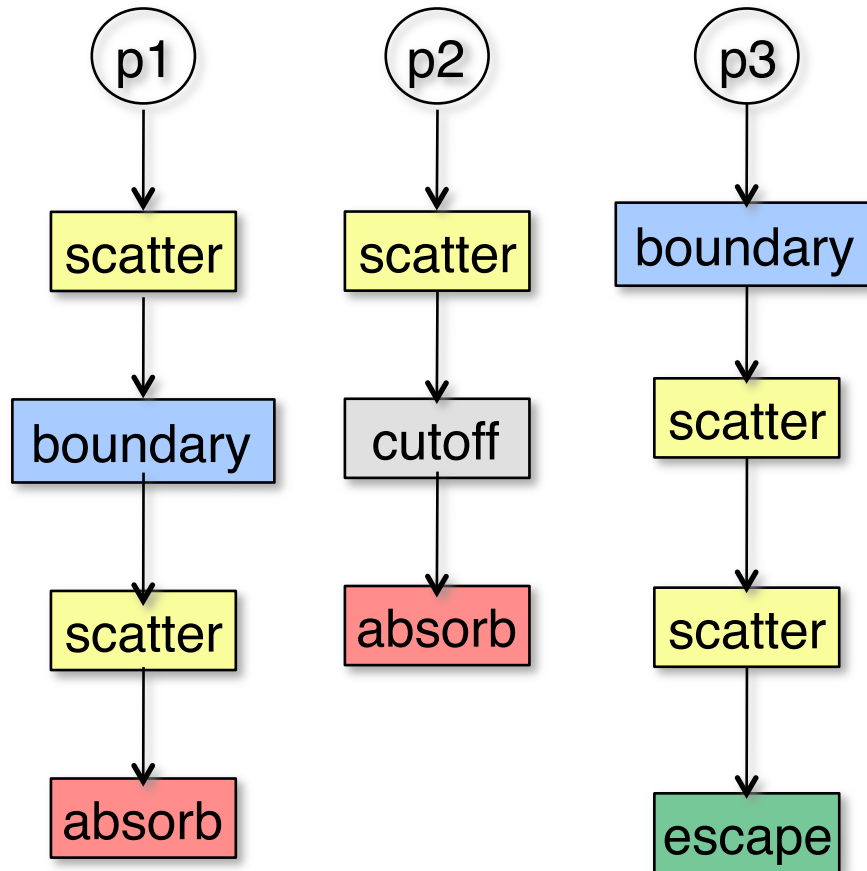 p1
scatter
boundary
scatter
absorb
p2
scatter
cutoff
absorb
p3
boundary
scatter
scatter
escape